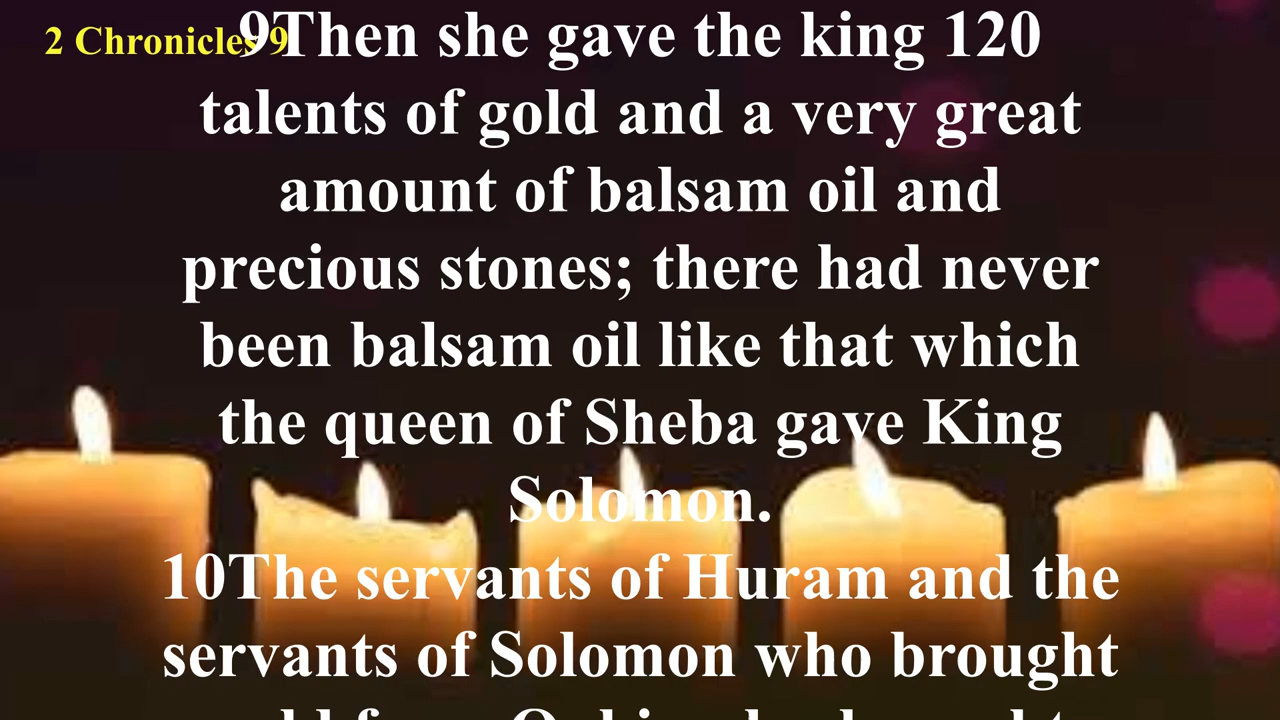 2 Chronicles 9
9Then she gave the king 120
talents of gold and a very great
amount of balsam oil and
precious stones; there had never
been balsam oil like that which
the queen of Sheba gave King
Solomon.
10The servants of Huram and the
servants of Solomon who brought